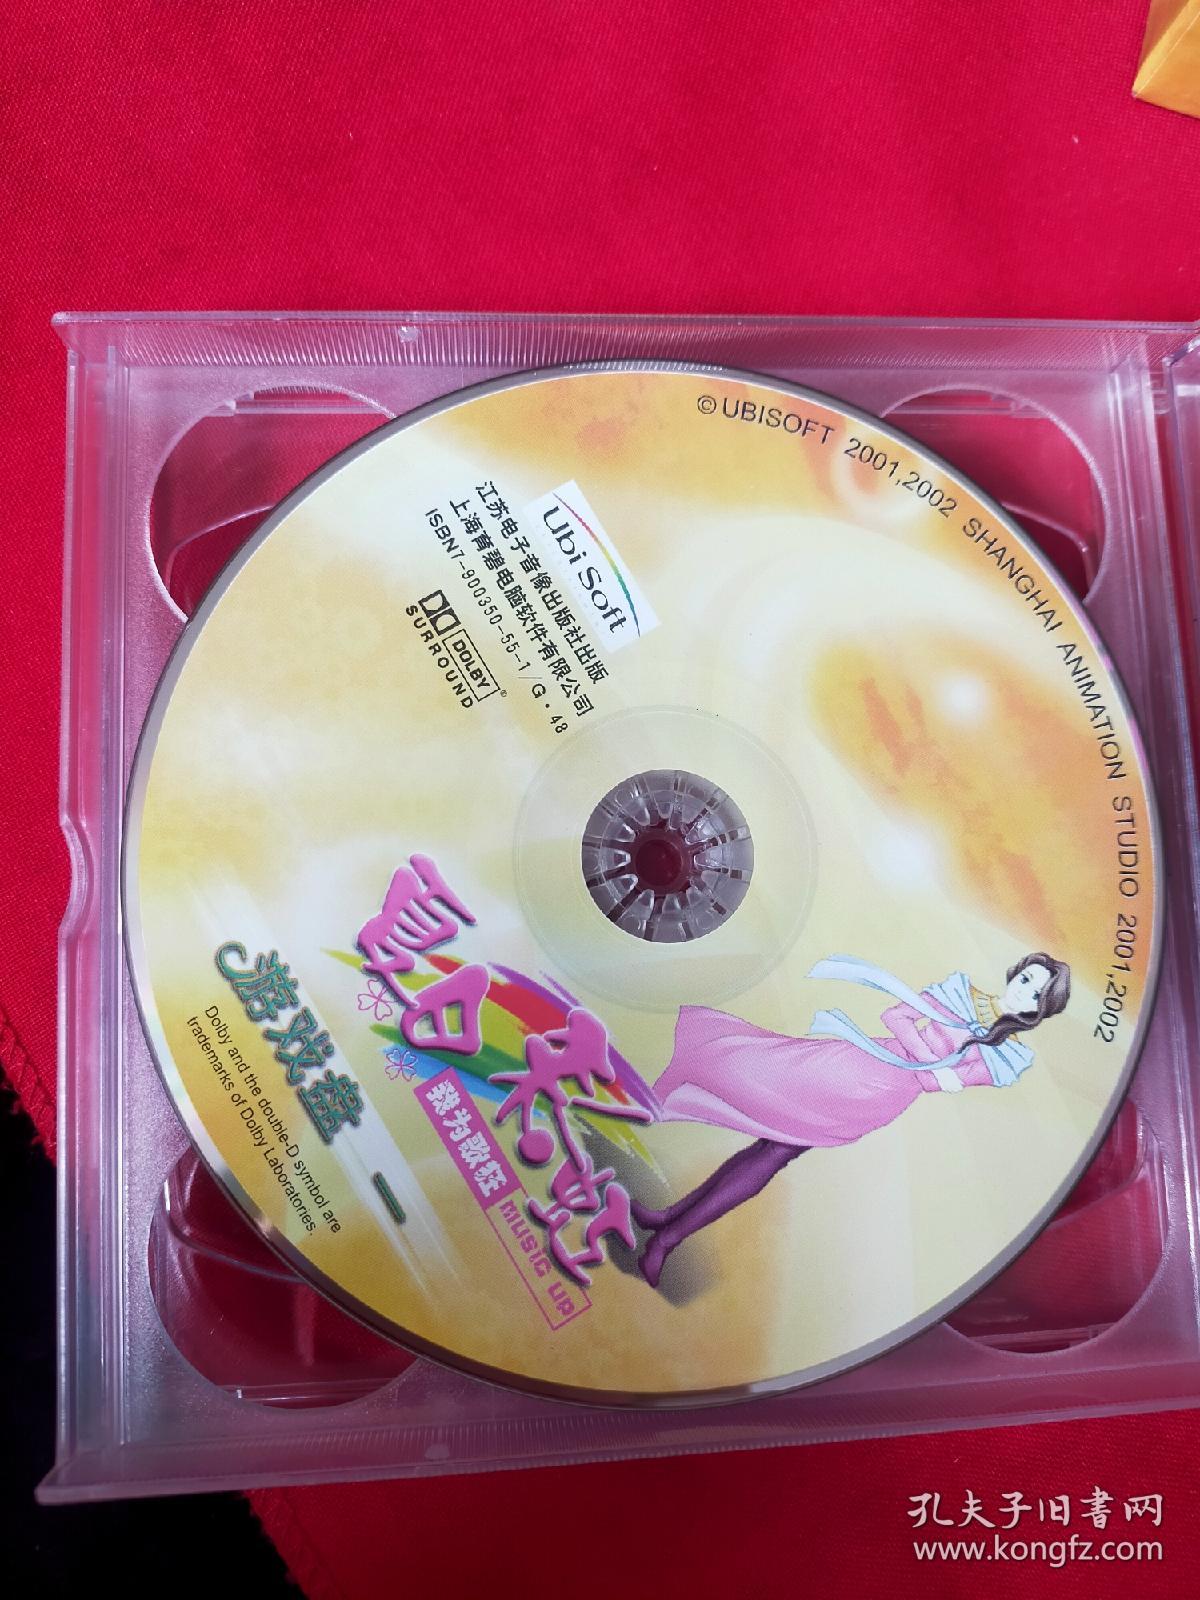 ©UBISOFT 2001,2002 SHANGHAI ANIMATION STUDIO 2001,2002
Ubi Soft
江苏电子音像出版社出版
上海育碧电脑软件有限公司
ISBN7-900350-55-1/G·48
DOLBY®
SURROUND
夏日彩虹
我为歌狂 MUSIC UP
游戏盘 一
Dolby and the double-D symbol are
trademarks of Dolby Laboratories.
孔夫子旧书网
www.kongfz.com